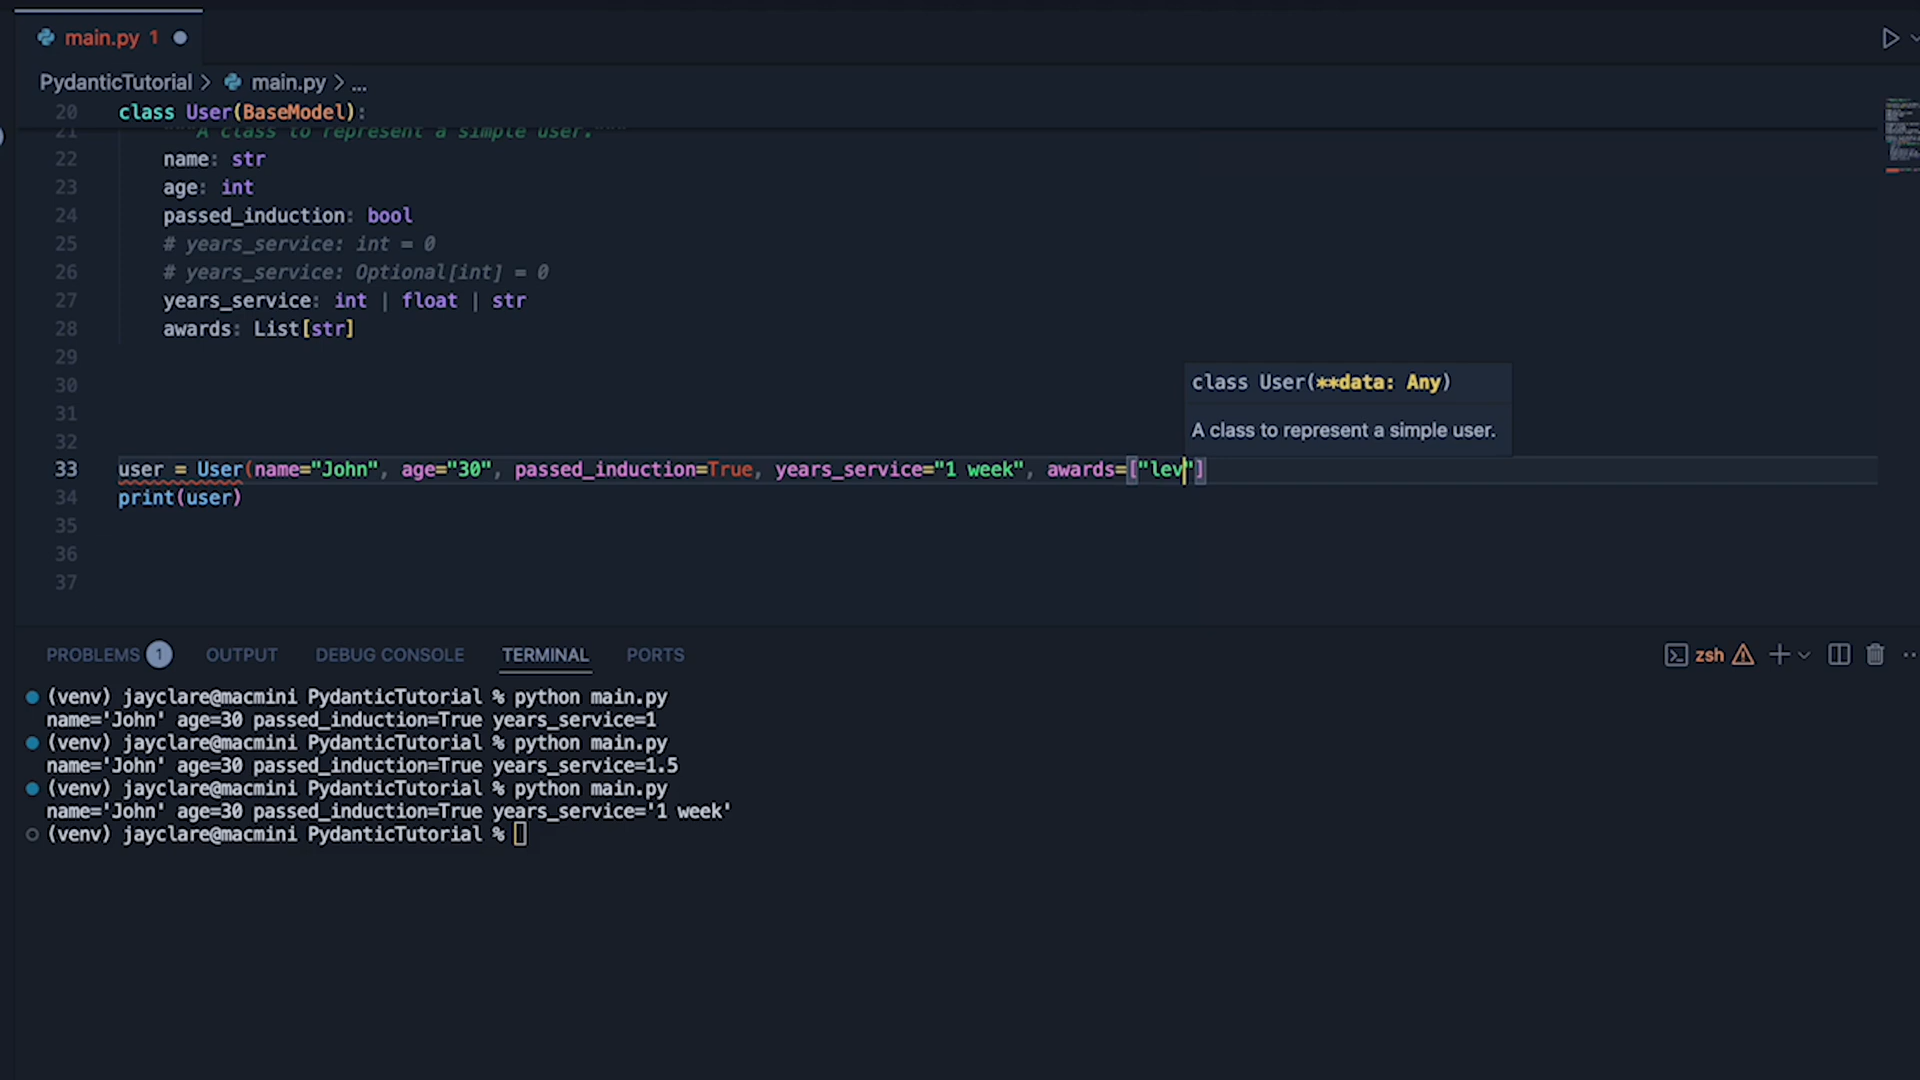 main.py 1
PydanticTutorial > main.py > ...
20 class User(BaseModel):
21 """A class to represent a simple user."""
22 name: str
23 age: int
24 passed_induction: bool
25 # years_service: int = 0
26 # years_service: Optional[int] = 0
27 years_service: int | float | str
28 awards: List[str]
29
30
31
32
class User(**data: Any)
A class to represent a simple user.
33 user = User(name="John", age="30", passed_induction=True, years_service="1 week", awards=["lev"]
34 print(user)
35
36
37
PROBLEMS 1 OUTPUT DEBUG CONSOLE TERMINAL PORTS zsh
(venv) jayclare@macmini PydanticTutorial % python main.py
name='John' age=30 passed_induction=True years_service=1
(venv) jayclare@macmini PydanticTutorial % python main.py
name='John' age=30 passed_induction=True years_service=1.5
(venv) jayclare@macmini PydanticTutorial % python main.py
name='John' age=30 passed_induction=True years_service='1 week'
(venv) jayclare@macmini PydanticTutorial %